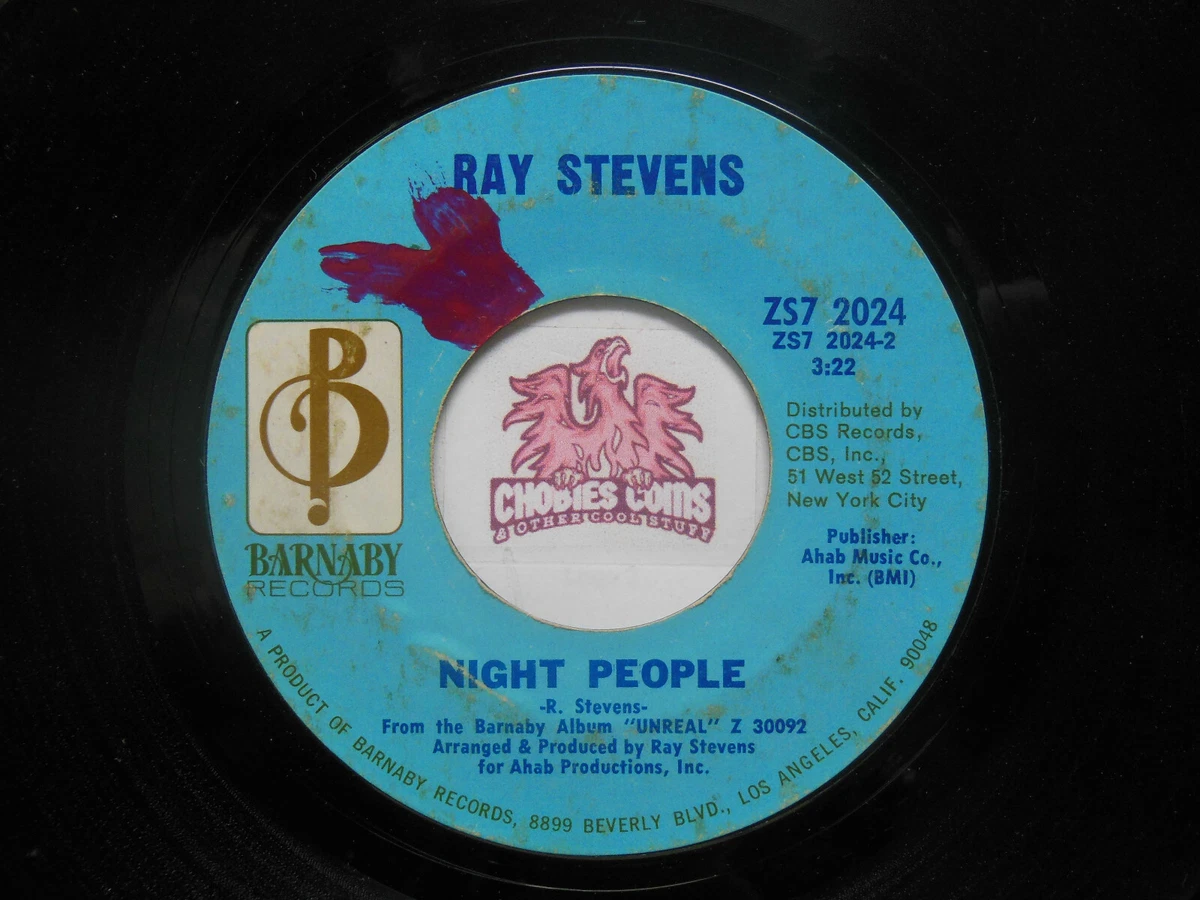 RAY STEVENS
ZS7 2024
ZS7 2024-2
3:22
Distributed by
CBS Records,
CBS, Inc.,
51 West 52 Street,
New York City
Publisher:
Ahab Music Co.,
Inc. (BMI)
B
BARNABY
RECORDS
CHOBIES COINS
& OTHER COOL STUFF
NIGHT PEOPLE
-R. Stevens-
From the Barnaby Album "UNREAL" Z 30092
Arranged & Produced by Ray Stevens
for Ahab Productions, Inc.
A PRODUCT OF BARNABY RECORDS, 8899 BEVERLY BLVD., LOS ANGELES, CALIF. 90048